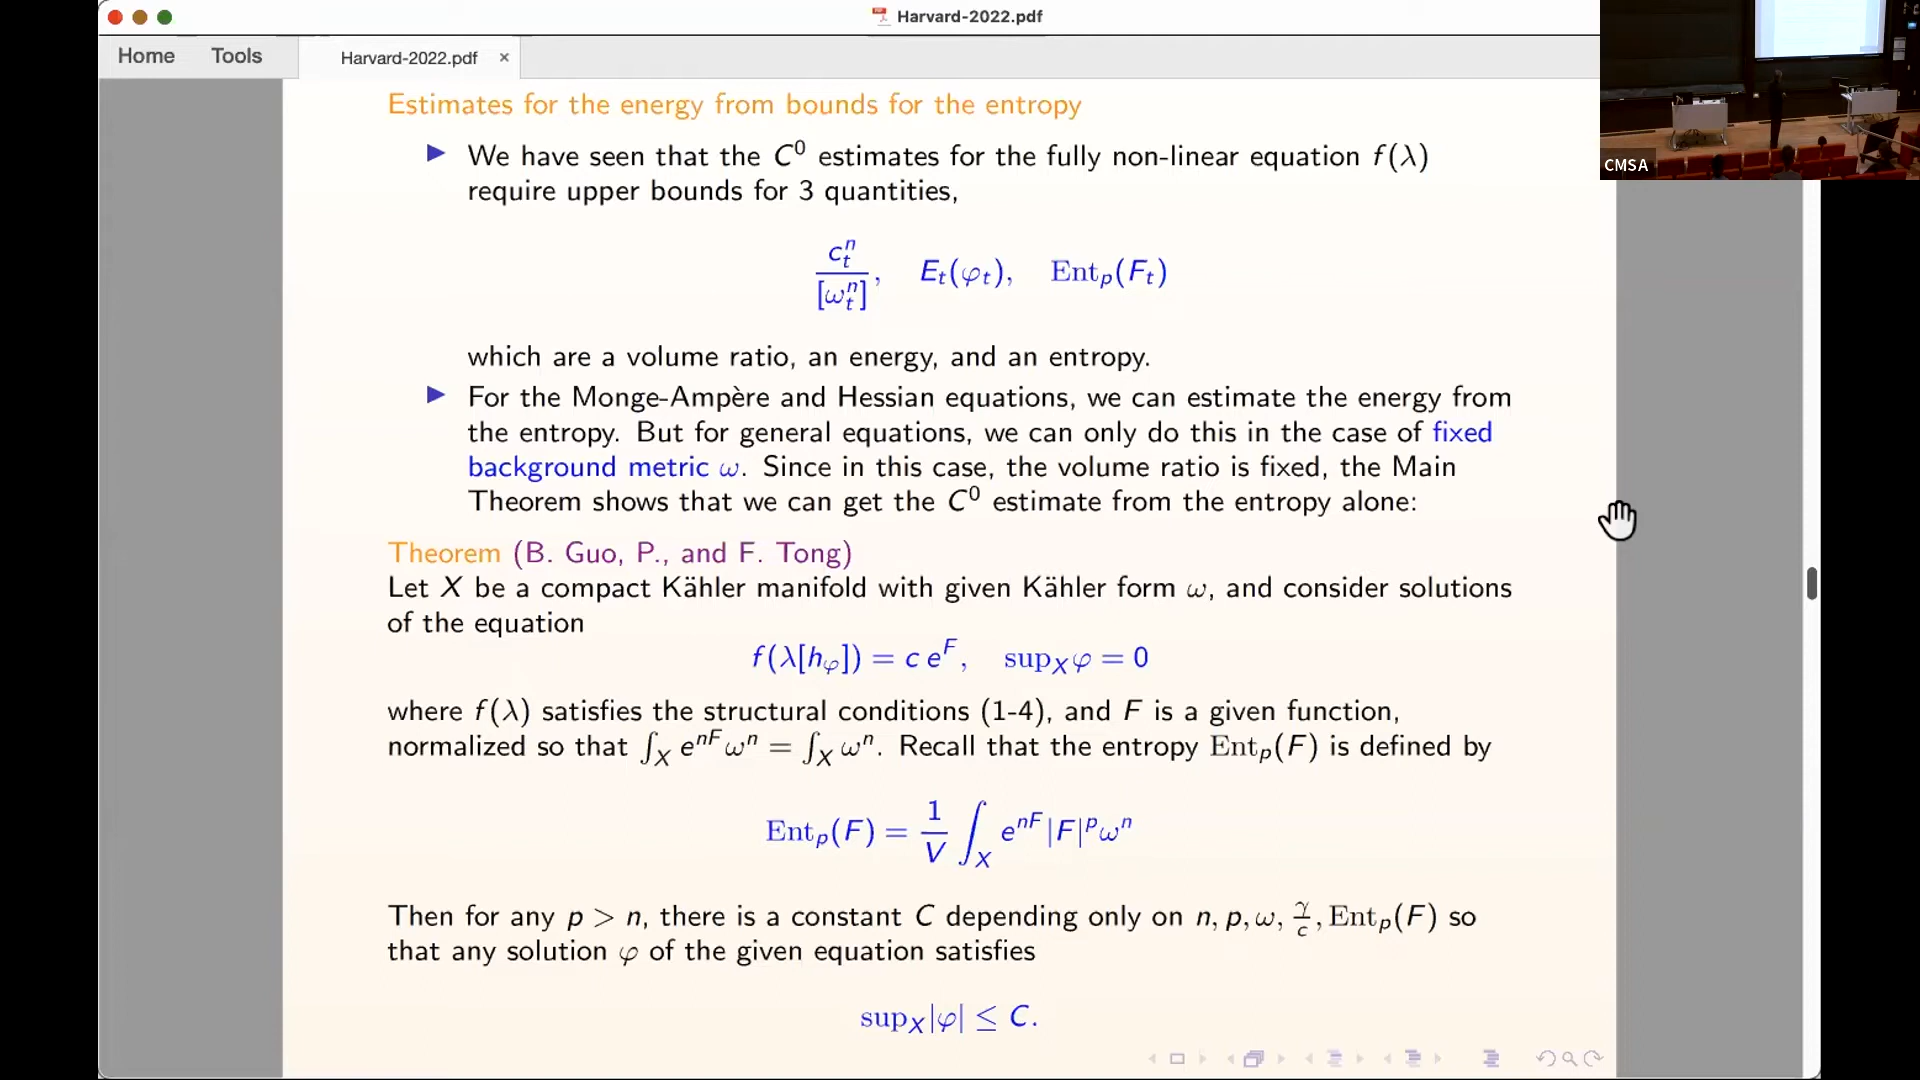 Harvard-2022.pdf
Home Tools Harvard-2022.pdf ×
CMSA
Estimates for the energy from bounds for the entropy
▶ We have seen that the C⁰ estimates for the fully non-linear equation f(λ)
require upper bounds for 3 quantities,
c_t^n / [ω_t^n], E_t(φ_t), Ent_p(F_t)
which are a volume ratio, an energy, and an entropy.
▶ For the Monge-Ampère and Hessian equations, we can estimate the energy from
the entropy. But for general equations, we can only do this in the case of fixed
background metric ω. Since in this case, the volume ratio is fixed, the Main
Theorem shows that we can get the C⁰ estimate from the entropy alone:
Theorem (B. Guo, P., and F. Tong)
Let X be a compact Kähler manifold with given Kähler form ω, and consider solutions
of the equation
f(λ[h_φ]) = c e^F, sup_X φ = 0
where f(λ) satisfies the structural conditions (1-4), and F is a given function,
normalized so that ∫_X e^{nF} ω^n = ∫_X ω^n. Recall that the entropy Ent_p(F) is defined by
Ent_p(F) = 1/V ∫_X e^{nF} |F|^p ω^n
Then for any p > n, there is a constant C depending only on n, p, ω, γ/c, Ent_p(F) so
that any solution φ of the given equation satisfies
sup_X |φ| ≤ C.